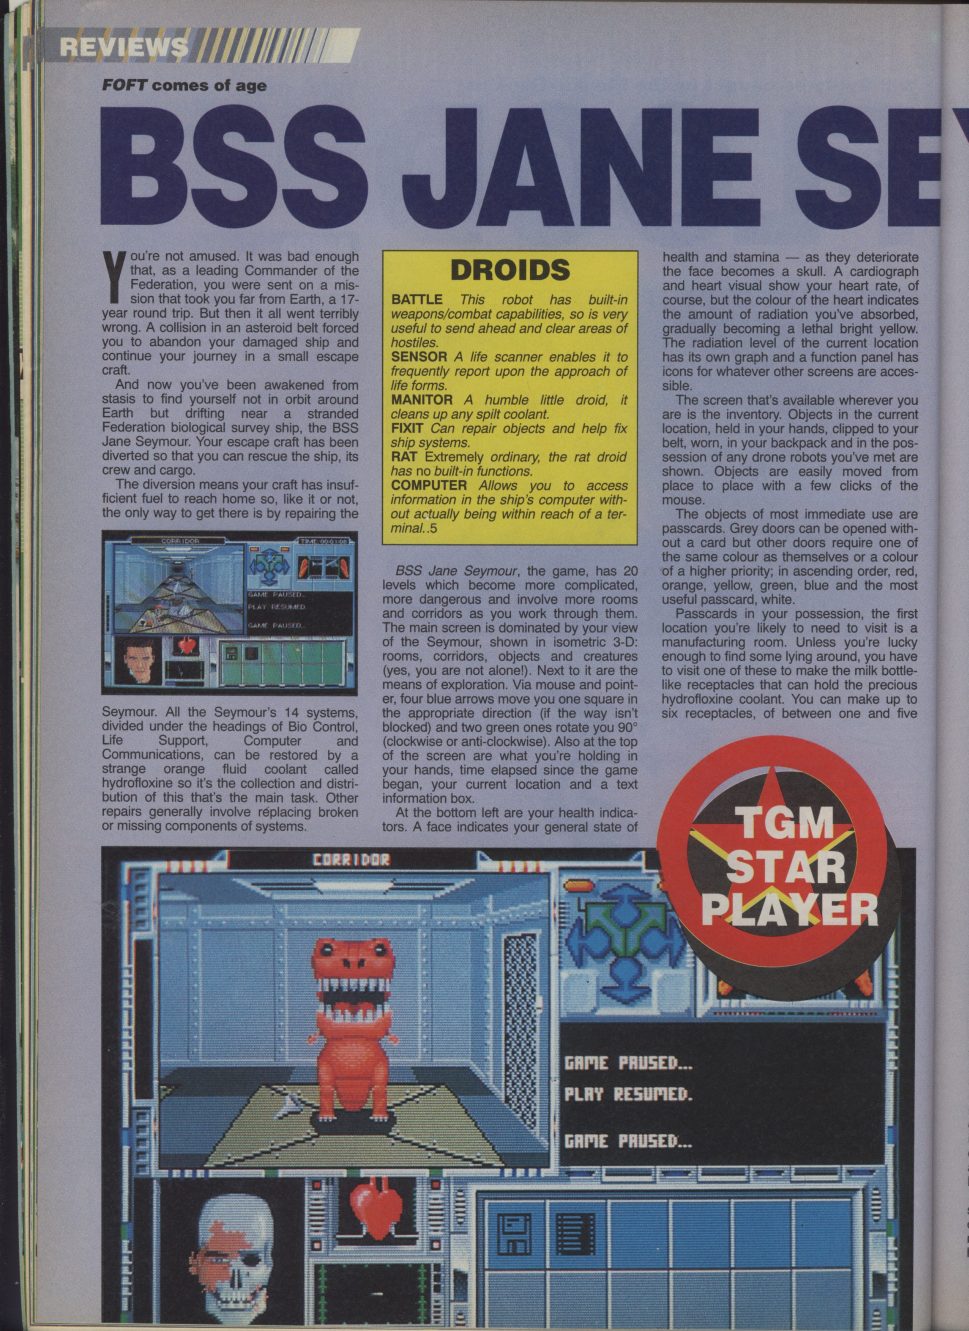 REVIEWS
FOFT comes of age
BSS JANE SE
You're not amused. It was bad enough
that, as a leading Commander of the
Federation, you were sent on a mis-
sion that took you far from Earth, a 17-
year round trip. But then it all went terribly
wrong. A collision in an asteroid belt forced
you to abandon your damaged ship and
continue your journey in a small escape
craft.
And now you've been awakened from
stasis to find yourself not in orbit around
Earth but drifting near a stranded
Federation biological survey ship, the BSS
Jane Seymour. Your escape craft has been
diverted so that you can rescue the ship, its
crew and cargo.
The diversion means your craft has insuf-
ficient fuel to reach home so, like it or not,
the only way to get there is by repairing the
CORRIDOR
TIME: 00:01:08
GAME PAUSED...
PLAY RESUMED.
GAME PAUSED...
Seymour. All the Seymour's 14 systems,
divided under the headings of Bio Control,
Life Support, Computer and
Communications, can be restored by a
strange orange fluid coolant called
hydrofloxine so it's the collection and distri-
bution of this that's the main task. Other
repairs generally involve replacing broken
or missing components of systems.
DROIDS
BATTLE This robot has built-in
weapons/combat capabilities, so is very
useful to send ahead and clear areas of
hostiles.
SENSOR A life scanner enables it to
frequently report upon the approach of
life forms.
MANITOR A humble little droid, it
cleans up any spilt coolant.
FIXIT Can repair objects and help fix
ship systems.
RAT Extremely ordinary, the rat droid
has no built-in functions.
COMPUTER Allows you to access
information in the ship's computer with-
out actually being within reach of a ter-
minal..5
BSS Jane Seymour, the game, has 20
levels which become more complicated,
more dangerous and involve more rooms
and corridors as you work through them.
The main screen is dominated by your view
of the Seymour, shown in isometric 3-D:
rooms, corridors, objects and creatures
(yes, you are not alone!). Next to it are the
means of exploration. Via mouse and point-
er, four blue arrows move you one square in
the appropriate direction (if the way isn't
blocked) and two green ones rotate you 90°
(clockwise or anti-clockwise). Also at the top
of the screen are what you're holding in
your hands, time elapsed since the game
began, your current location and a text
information box.
At the bottom left are your health indica-
tors. A face indicates your general state of
health and stamina — as they deteriorate
the face becomes a skull. A cardiograph
and heart visual show your heart rate, of
course, but the colour of the heart indicates
the amount of radiation you've absorbed,
gradually becoming a lethal bright yellow.
The radiation level of the current location
has its own graph and a function panel has
icons for whatever other screens are acces-
sible.
The screen that's available wherever you
are is the inventory. Objects in the current
location, held in your hands, clipped to your
belt, worn, in your backpack and in the pos-
session of any drone robots you've met are
shown. Objects are easily moved from
place to place with a few clicks of the
mouse.
The objects of most immediate use are
passcards. Grey doors can be opened with-
out a card but other doors require one of
the same colour as themselves or a colour
of a higher priority; in ascending order, red,
orange, yellow, green, blue and the most
useful passcard, white.
Passcards in your possession, the first
location you're likely to need to visit is a
manufacturing room. Unless you're lucky
enough to find some lying around, you have
to visit one of these to make the milk bottle-
like receptacles that can hold the precious
hydrofloxine coolant. You can make up to
six receptacles, of between one and five
TGM
STAR
PLAYER
CORRIDOR
GAME PAUSED...
PLAY RESUMED.
GAME PAUSED...